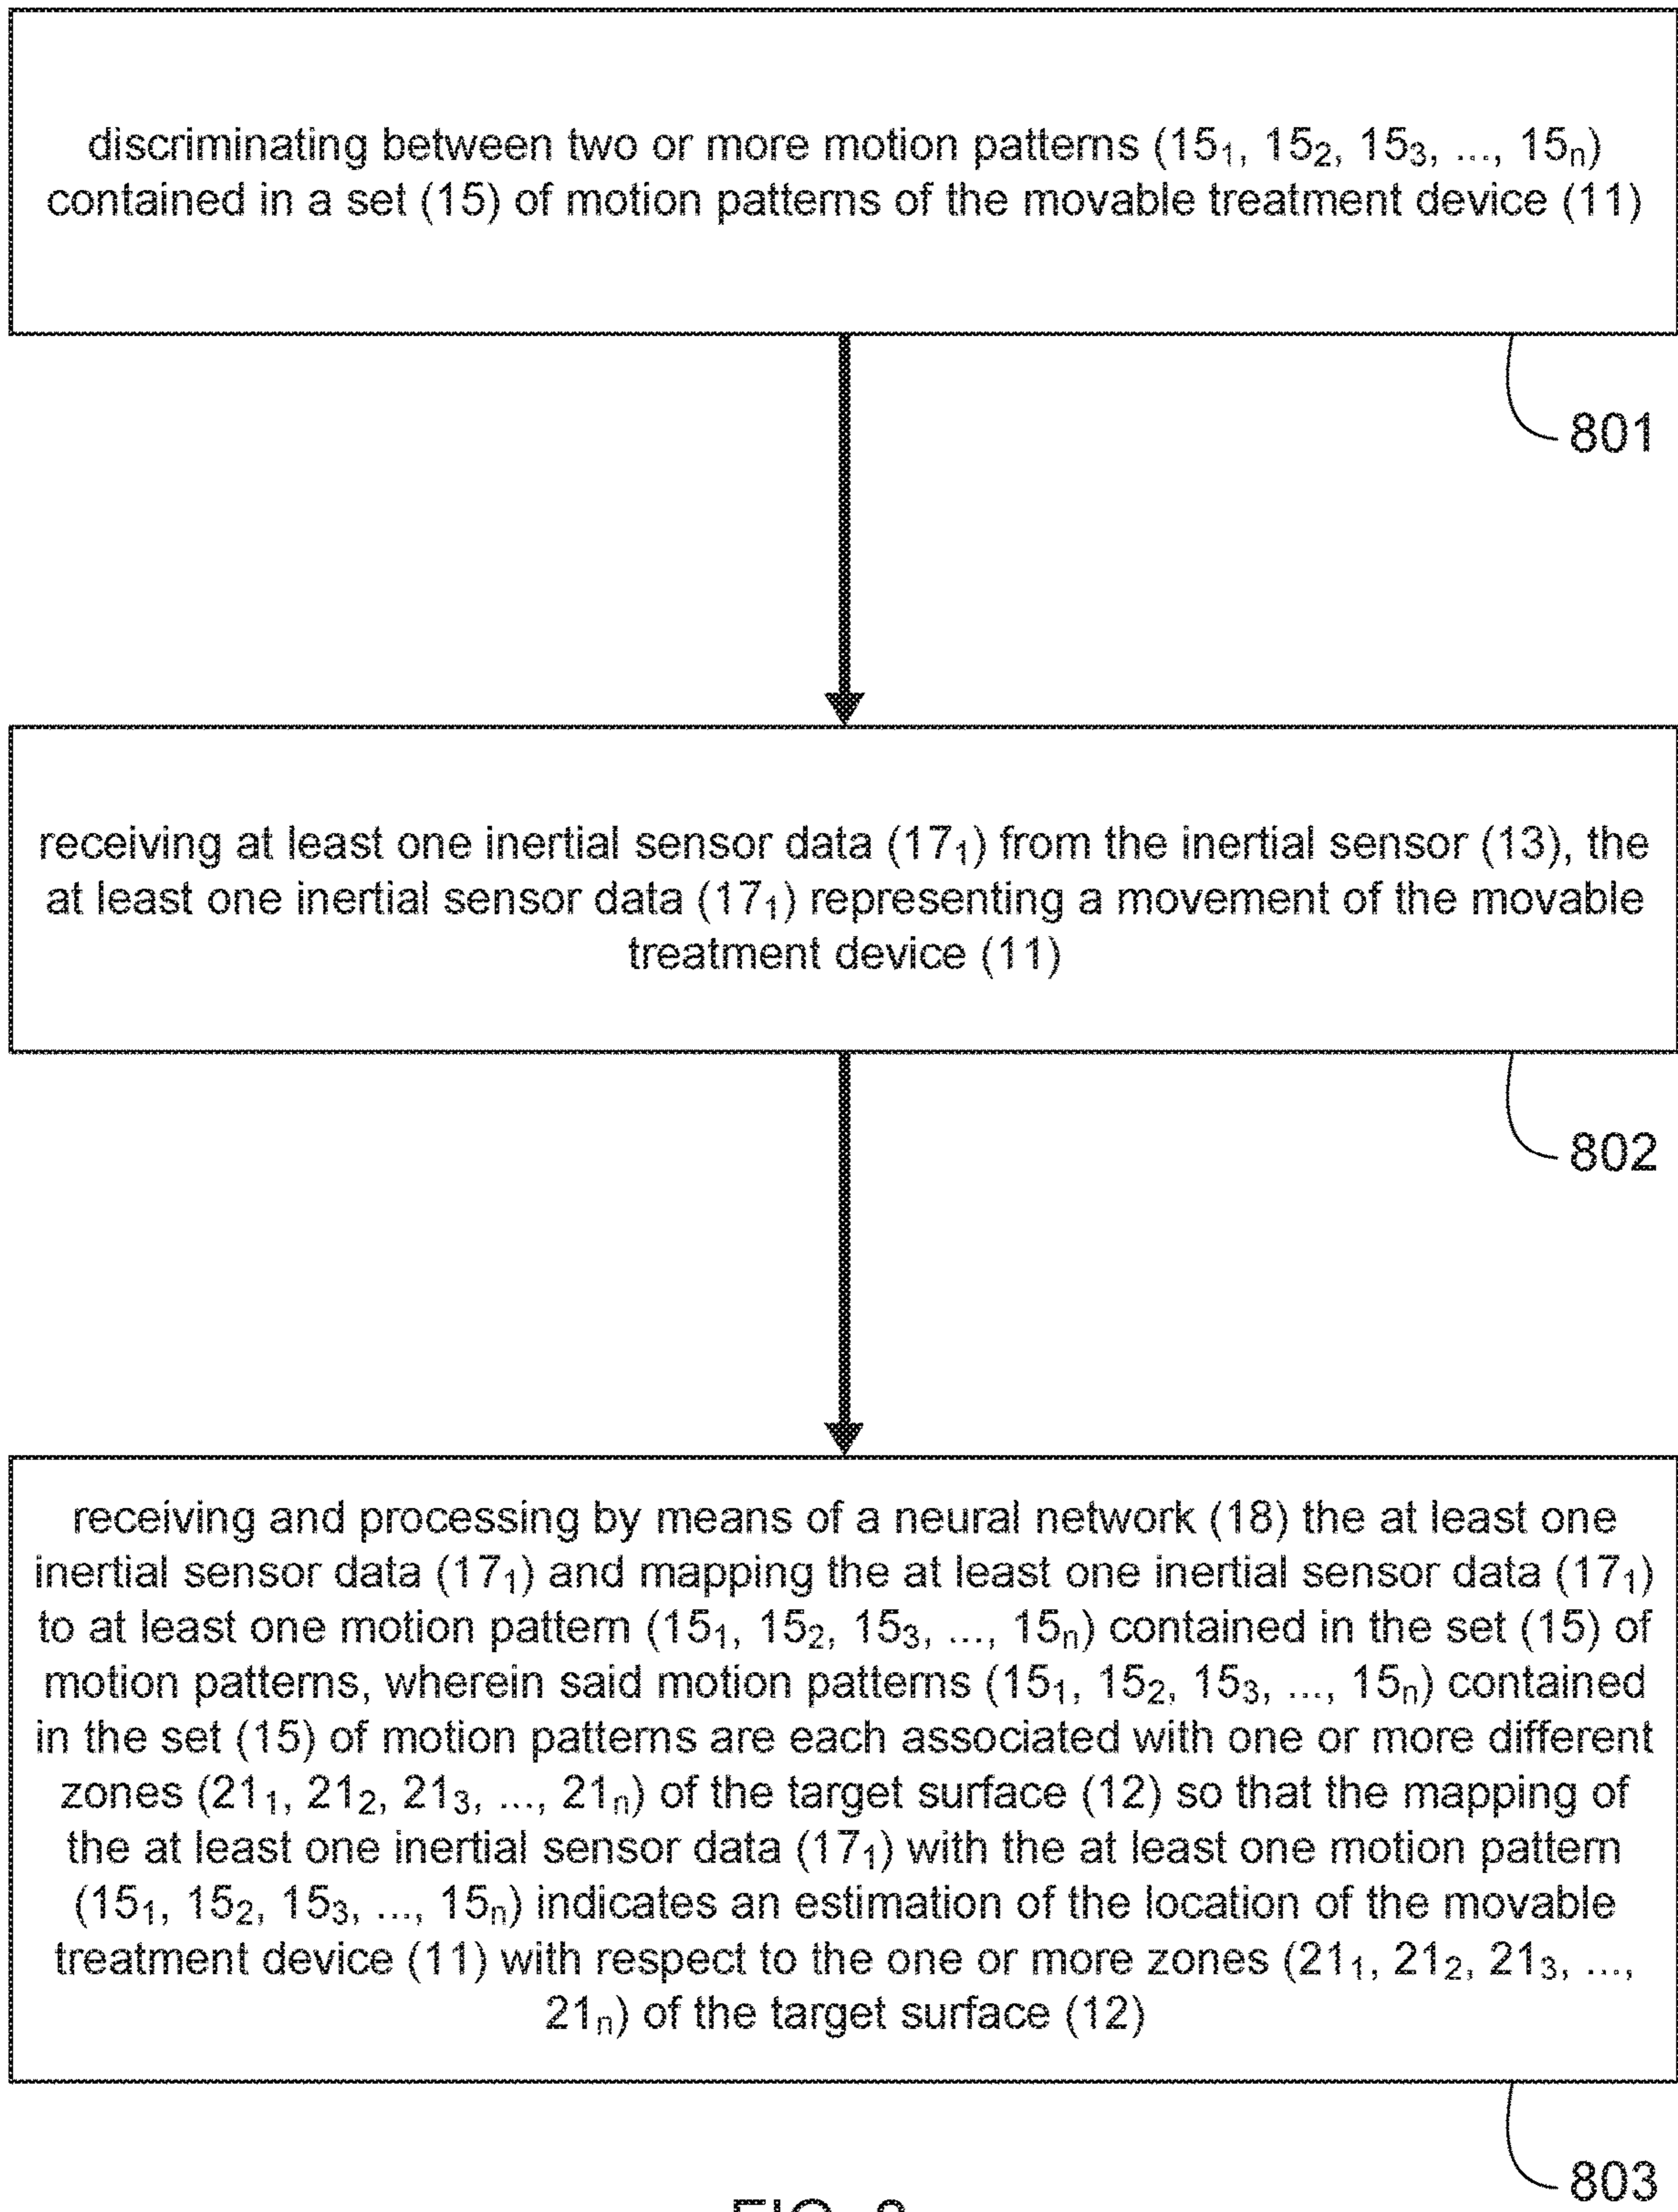 discriminating between two or more motion patterns (15₁, 15₂, 15₃, ..., 15ₙ)
contained in a set (15) of motion patterns of the movable treatment device (11)
801
receiving at least one inertial sensor data (17₁) from the inertial sensor (13), the
at least one inertial sensor data (17₁) representing a movement of the movable
treatment device (11)
802
receiving and processing by means of a neural network (18) the at least one
inertial sensor data (17₁) and mapping the at least one inertial sensor data (17₁)
to at least one motion pattern (15₁, 15₂, 15₃, ..., 15ₙ) contained in the set (15) of
motion patterns, wherein said motion patterns (15₁, 15₂, 15₃, ..., 15ₙ) contained
in the set (15) of motion patterns are each associated with one or more different
zones (21₁, 21₂, 21₃, ..., 21ₙ) of the target surface (12) so that the mapping of
the at least one inertial sensor data (17₁) with the at least one motion pattern
(15₁, 15₂, 15₃, ..., 15ₙ) indicates an estimation of the location of the movable
treatment device (11) with respect to the one or more zones (21₁, 21₂, 21₃, ...,
21ₙ) of the target surface (12)
803